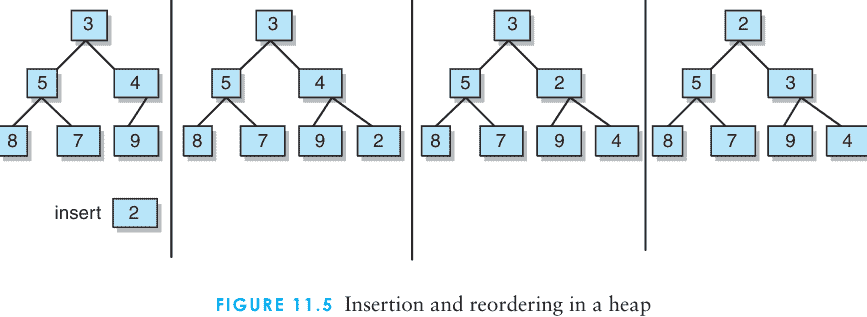 3 3 3 2
5 4 5 4 5 2 5 3
8 7 9 8 7 9 2 8 7 9 4 8 7 9 4
insert 2
FIGURE 11.5 Insertion and reordering in a heap